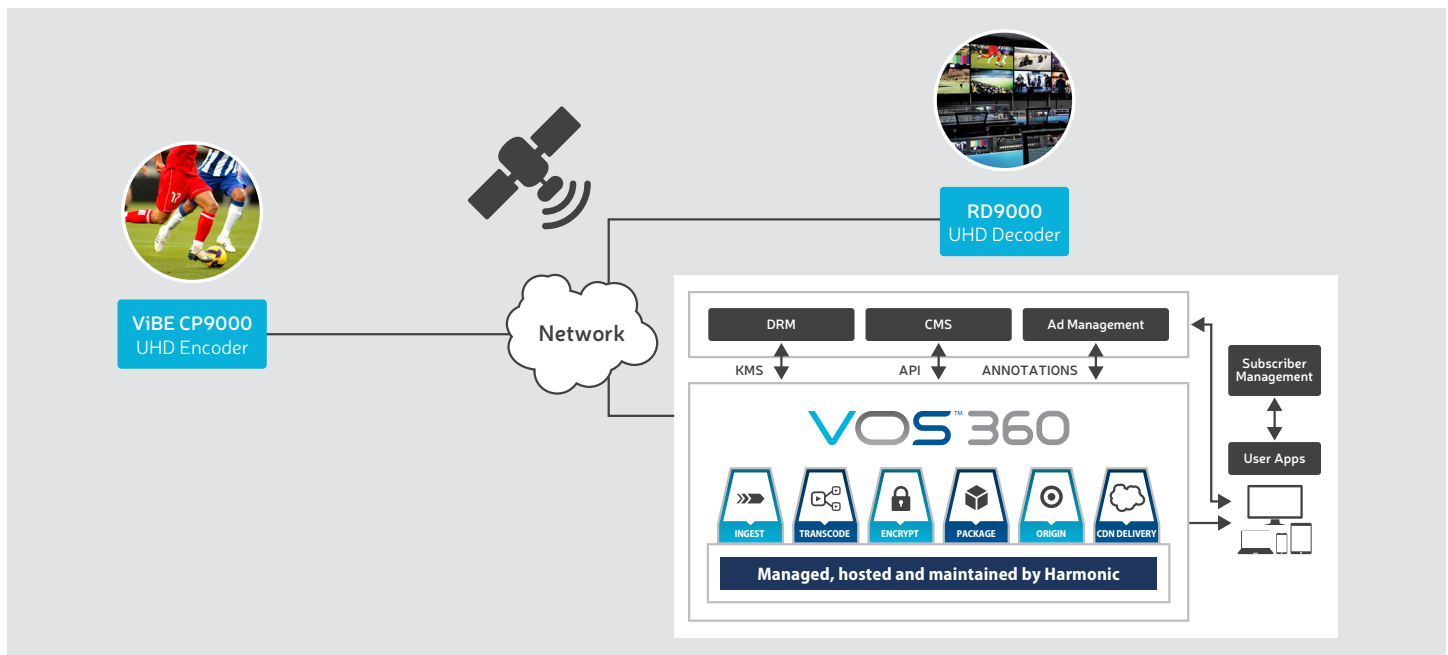 RD9000
UHD Decoder
ViBE CP9000
UHD Encoder
Network
DRM
CMS
Ad Management
KMS
API
ANNOTATIONS
Subscriber
Management
User Apps
VOS™360
INGEST
TRANSCODE
ENCRYPT
PACKAGE
ORIGIN
CDN DELIVERY
Managed, hosted and maintained by Harmonic
17